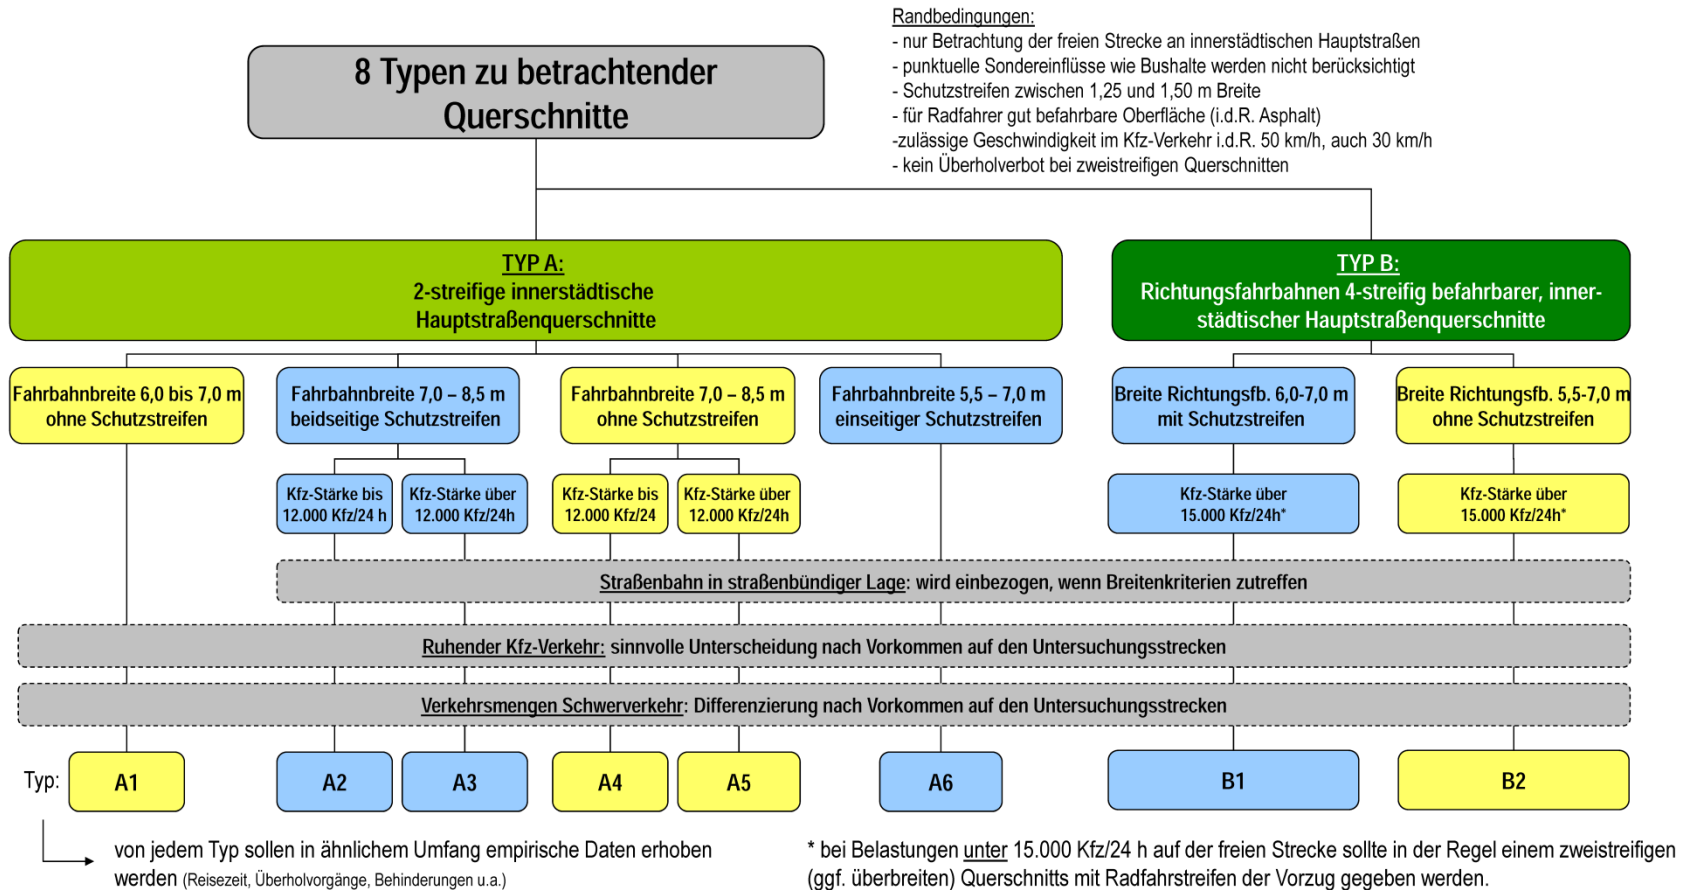 Randbedingungen:
- nur Betrachtung der freien Strecke an innerstädtischen Hauptstraßen
- punktuelle Sondereinflüsse wie Bushalte werden nicht berücksichtigt
- Schutzstreifen zwischen 1,25 und 1,50 m Breite
- für Radfahrer gut befahrbare Oberfläche (i.d.R. Asphalt)
-zulässige Geschwindigkeit im Kfz-Verkehr i.d.R. 50 km/h, auch 30 km/h
- kein Überholverbot bei zweistreifigen Querschnitten
8 Typen zu betrachtender
Querschnitte
TYP A:
2-streifige innerstädtische
Hauptstraßenquerschnitte
TYP B:
Richtungsfahrbahnen 4-streifig befahrbarer, inner-
städtischer Hauptstraßenquerschnitte
Fahrbahnbreite 6,0 bis 7,0 m
ohne Schutzstreifen
Fahrbahnbreite 7,0 – 8,5 m
beidseitige Schutzstreifen
Fahrbahnbreite 7,0 – 8,5 m
ohne Schutzstreifen
Fahrbahnbreite 5,5 – 7,0 m
einseitiger Schutzstreifen
Breite Richtungsfb. 6,0-7,0 m
mit Schutzstreifen
Breite Richtungsfb. 5,5-7,0 m
ohne Schutzstreifen
Kfz-Stärke bis
12.000 Kfz/24 h
Kfz-Stärke über
12.000 Kfz/24h
Kfz-Stärke bis
12.000 Kfz/24
Kfz-Stärke über
12.000 Kfz/24h
Kfz-Stärke über
15.000 Kfz/24h*
Kfz-Stärke über
15.000 Kfz/24h*
Straßenbahn in straßenbündiger Lage: wird einbezogen, wenn Breitenkriterien zutreffen
Ruhender Kfz-Verkehr: sinnvolle Unterscheidung nach Vorkommen auf den Untersuchungsstrecken
Verkehrsmengen Schwerverkehr: Differenzierung nach Vorkommen auf den Untersuchungsstrecken
Typ:
A1
A2
A3
A4
A5
A6
B1
B2
von jedem Typ sollen in ähnlichem Umfang empirische Daten erhoben
werden (Reisezeit, Überholvorgänge, Behinderungen u.a.)
* bei Belastungen unter 15.000 Kfz/24 h auf der freien Strecke sollte in der Regel einem zweistreifigen
(ggf. überbreiten) Querschnitts mit Radfahrstreifen der Vorzug gegeben werden.